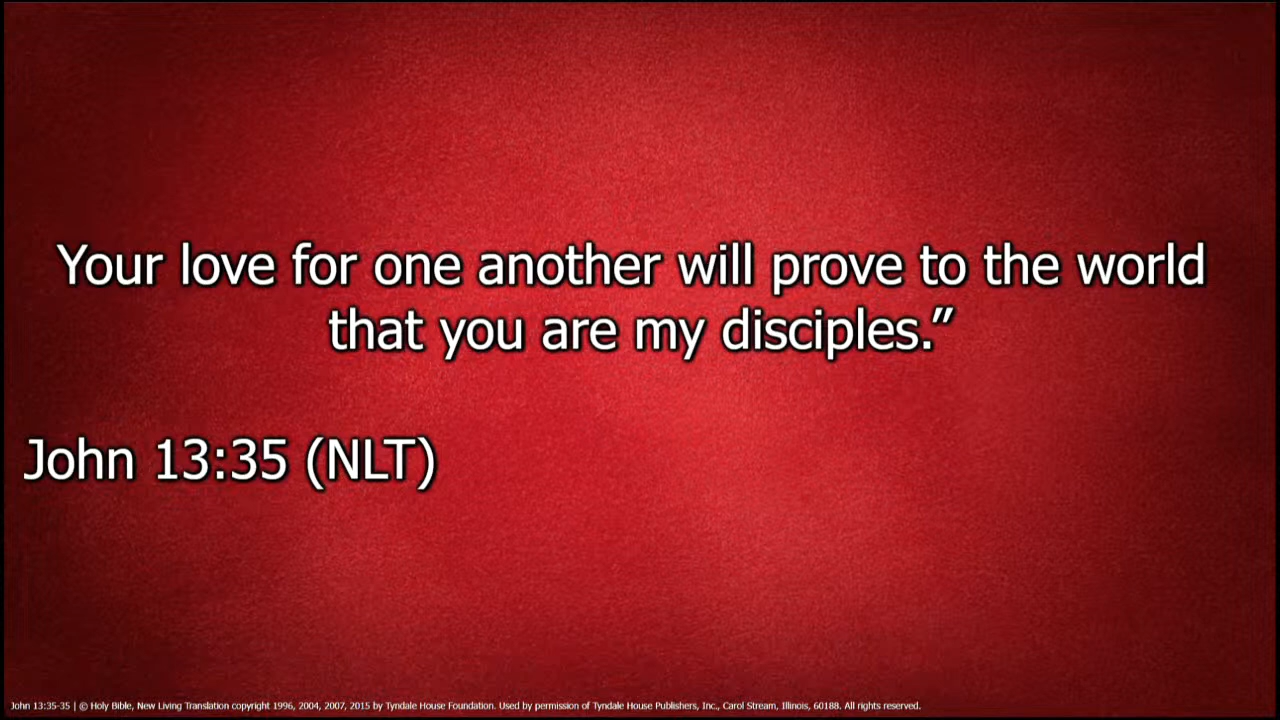 Your love for one another will prove to the world
that you are my disciples.”
John 13:35 (NLT)
John 13:35-35 | © Holy Bible, New Living Translation copyright 1996, 2004, 2007, 2015 by Tyndale House Foundation. Used by permission of Tyndale House Publishers, Inc., Carol Stream, Illinois, 60188. All rights reserved.